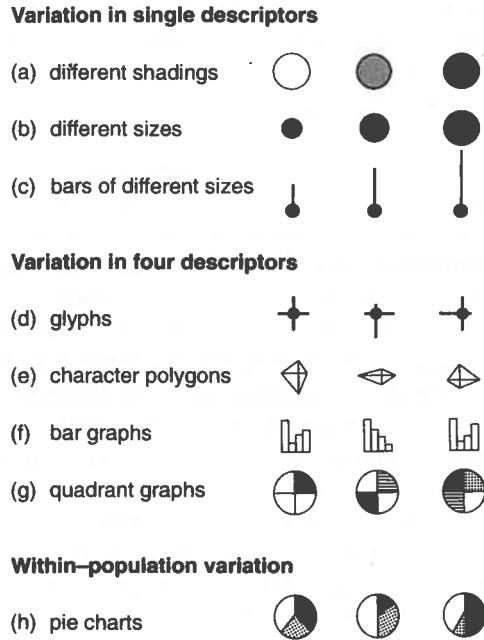 Variation in single descriptors
(a) different shadings
(b) different sizes
(c) bars of different sizes
Variation in four descriptors
(d) glyphs
(e) character polygons
(f) bar graphs
(g) quadrant graphs
Within–population variation
(h) pie charts